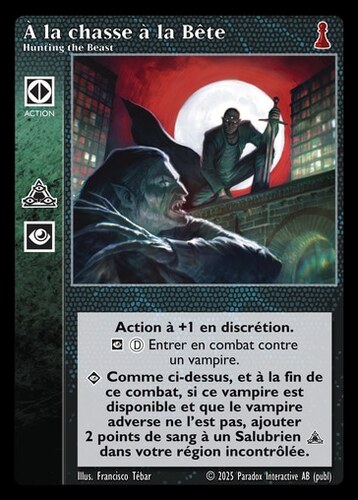 À la chasse à la Bête
Hunting the Beast
ACTION
Action à +1 en discrétion.
D Entrer en combat contre
un vampire.
Comme ci-dessus, et à la fin de
ce combat, si ce vampire est
disponible et que le vampire
adverse ne l'est pas, ajouter
2 points de sang à un Salubrien
dans votre région incontrôlée.
Illus. Francisco Tébar © 2025 Paradox Interactive AB (publ)